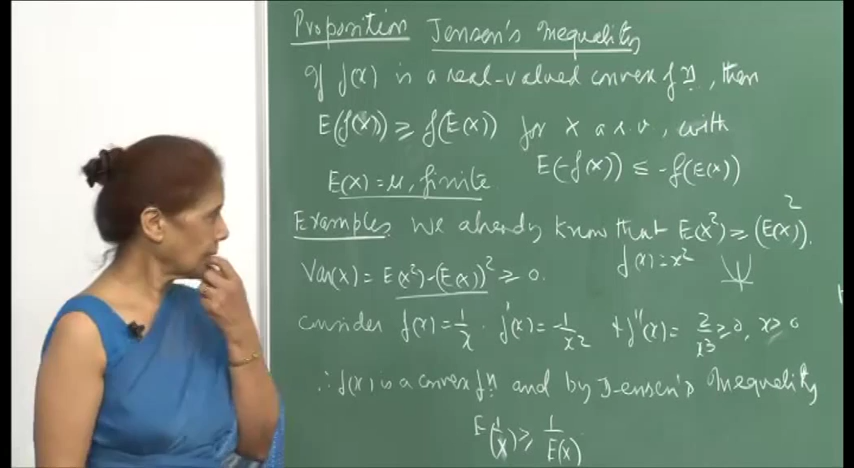 Proposition Jensen's Inequality
If f(x) is a real-valued convex f n, then
E(f(x)) ≥ f(E(x)) for X a r v, with
E(-f(x)) ≤ -f(E(x))
E(x) = μ, finite
Examples. We already know that E(x²) ≥ (E(x))².
Var(x) = E(x²) - (E(x))² ≥ 0. f(x) = x²
Consider f(x) = 1/x . f'(x) = -1/x² + f''(x) = 2/x³ ≥ 0, x ≥ 0
∴ f(x) is a convex f n and by Jensen's Inequality
E(1/X) ≥ 1/E(X)